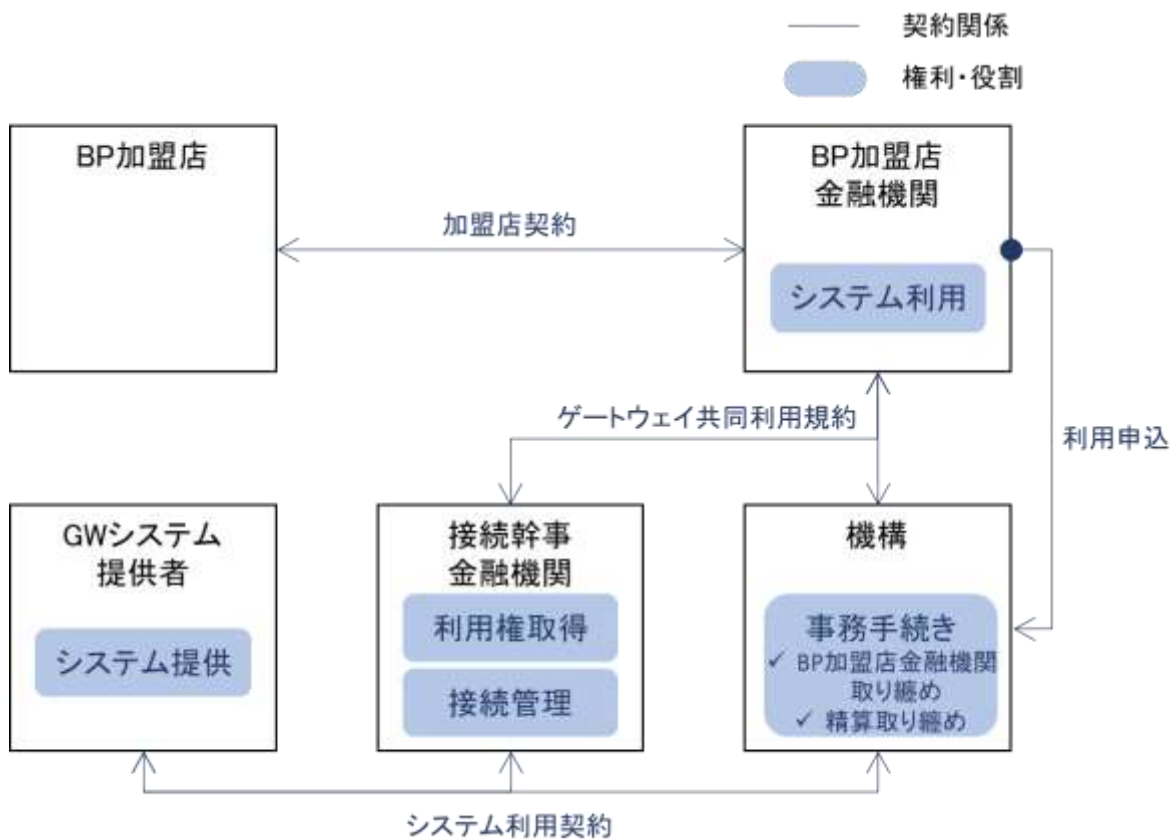 契約関係
権利・役割
BP加盟店
BP加盟店
金融機関
加盟店契約
システム利用
ゲートウェイ共同利用規約
利用申込
GWシステム
提供者
システム提供
接続幹事
金融機関
利用権取得
接続管理
機構
事務手続き
✓ BP加盟店金融機関
取り纏め
✓ 精算取り纏め
システム利用契約